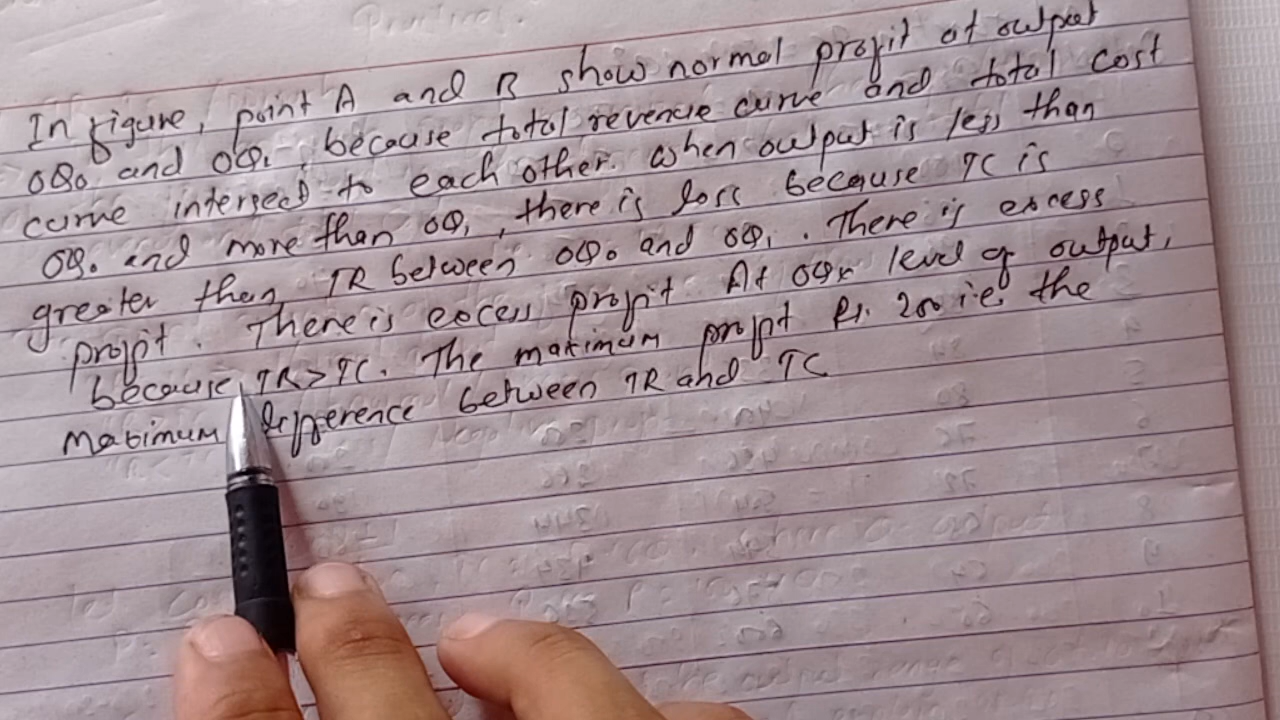 In figure, point A and B show normal profit at output
OQ₀ and OQ₁, because total revenue curve and total cost
curve intersect to each other. When output is less than
OQ₀ and more than OQ₁, there is loss because TC is
greater then TR between OQ₀ and OQ₁. There is excess
profit. There is excess profit At OQx level of output,
because TR>TC. The maximum profit Rs. 200 i.e. the
Maximum difference between TR and TC